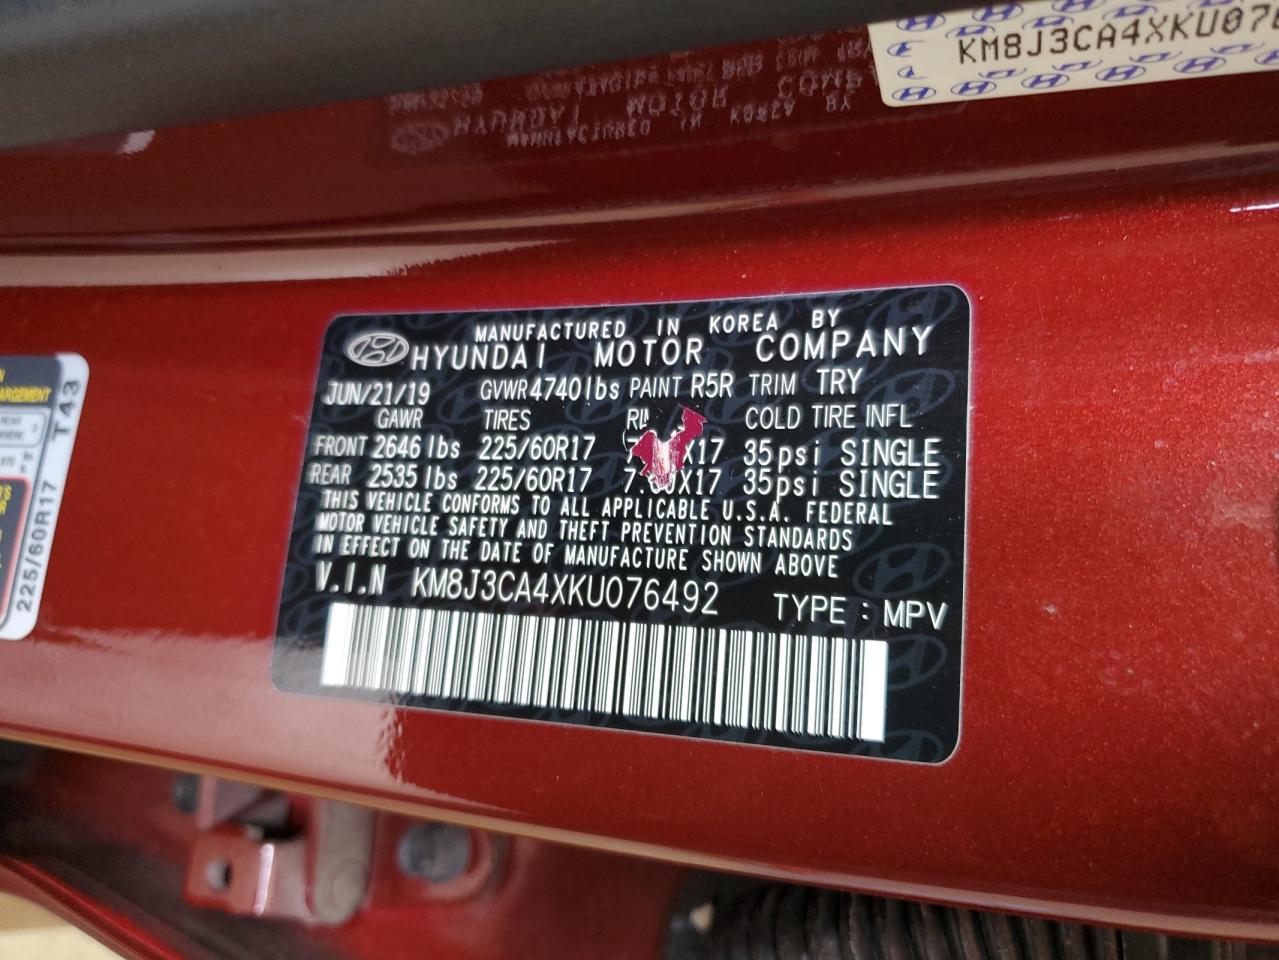 KM8J3CA4XKU07
MANUFACTURED IN KOREA BY
HYUNDAI MOTOR COMPANY
JUN/21/19 GVWR 4740lbs PAINT R5R TRIM TRY
GAWR TIRES COLD TIRE INFL
FRONT 2646 lbs 225/60R17 X17 35psi SINGLE
REAR 2535 lbs 225/60R17 X17 35psi SINGLE
THIS VEHICLE CONFORMS TO ALL APPLICABLE U.S.A. FEDERAL
MOTOR VEHICLE SAFETY AND THEFT PREVENTION STANDARDS
IN EFFECT ON THE DATE OF MANUFACTURE SHOWN ABOVE
V.I.N KM8J3CA4XKU076492 TYPE : MPV
T43
225/60R17